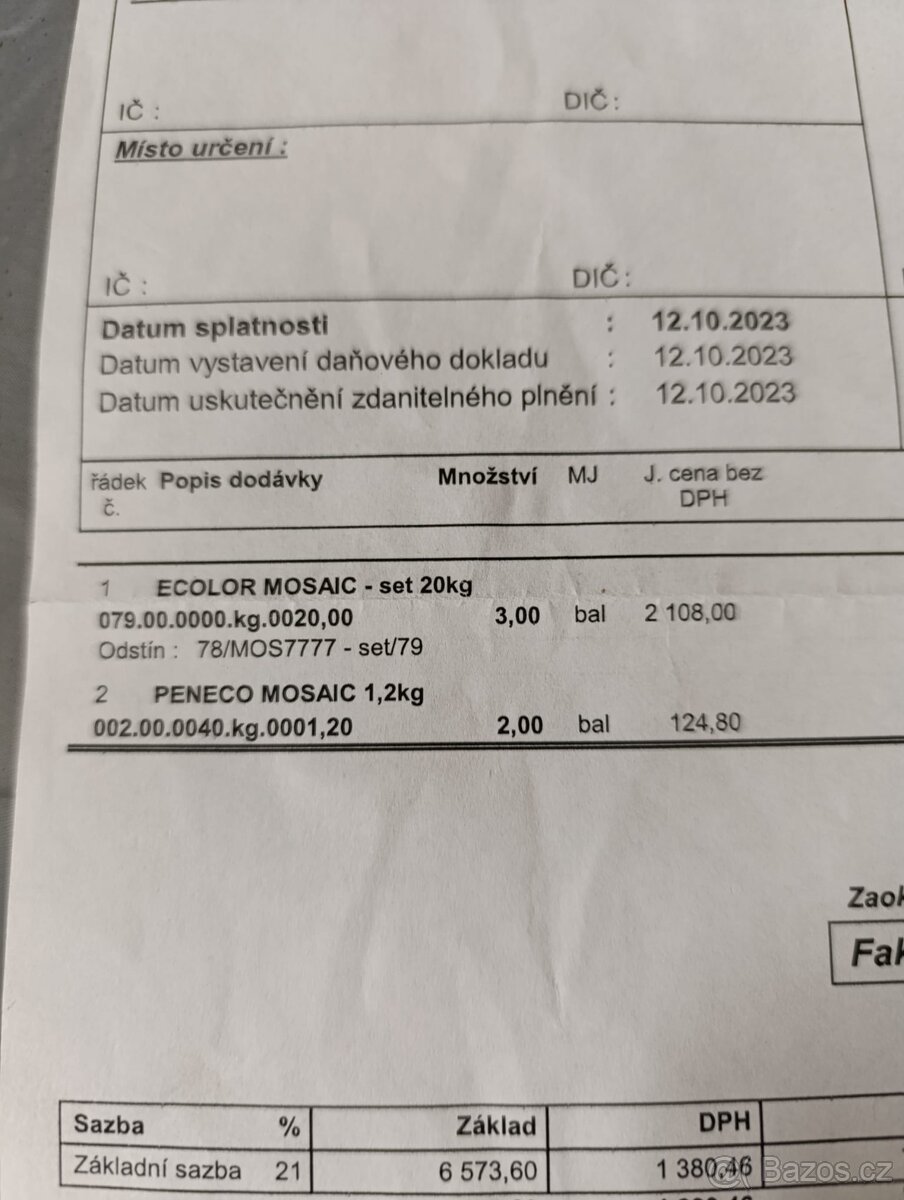 IČ : DIČ :
Místo určení :
IČ : DIČ :
Datum splatnosti : 12.10.2023
Datum vystavení daňového dokladu : 12.10.2023
Datum uskutečnění zdanitelného plnění : 12.10.2023
řádek Popis dodávky Množství MJ J. cena bez
č. DPH
1 ECOLOR MOSAIC - set 20kg
079.00.0000.kg.0020,00 3,00 bal 2 108,00
Odstín : 78/MOS7777 - set/79
2 PENECO MOSAIC 1,2kg
002.00.0040.kg.0001,20 2,00 bal 124,80
Zaok
Fak
Sazba % Základ DPH
Základní sazba 21 6 573,60 1 380,46
Bazos.cz